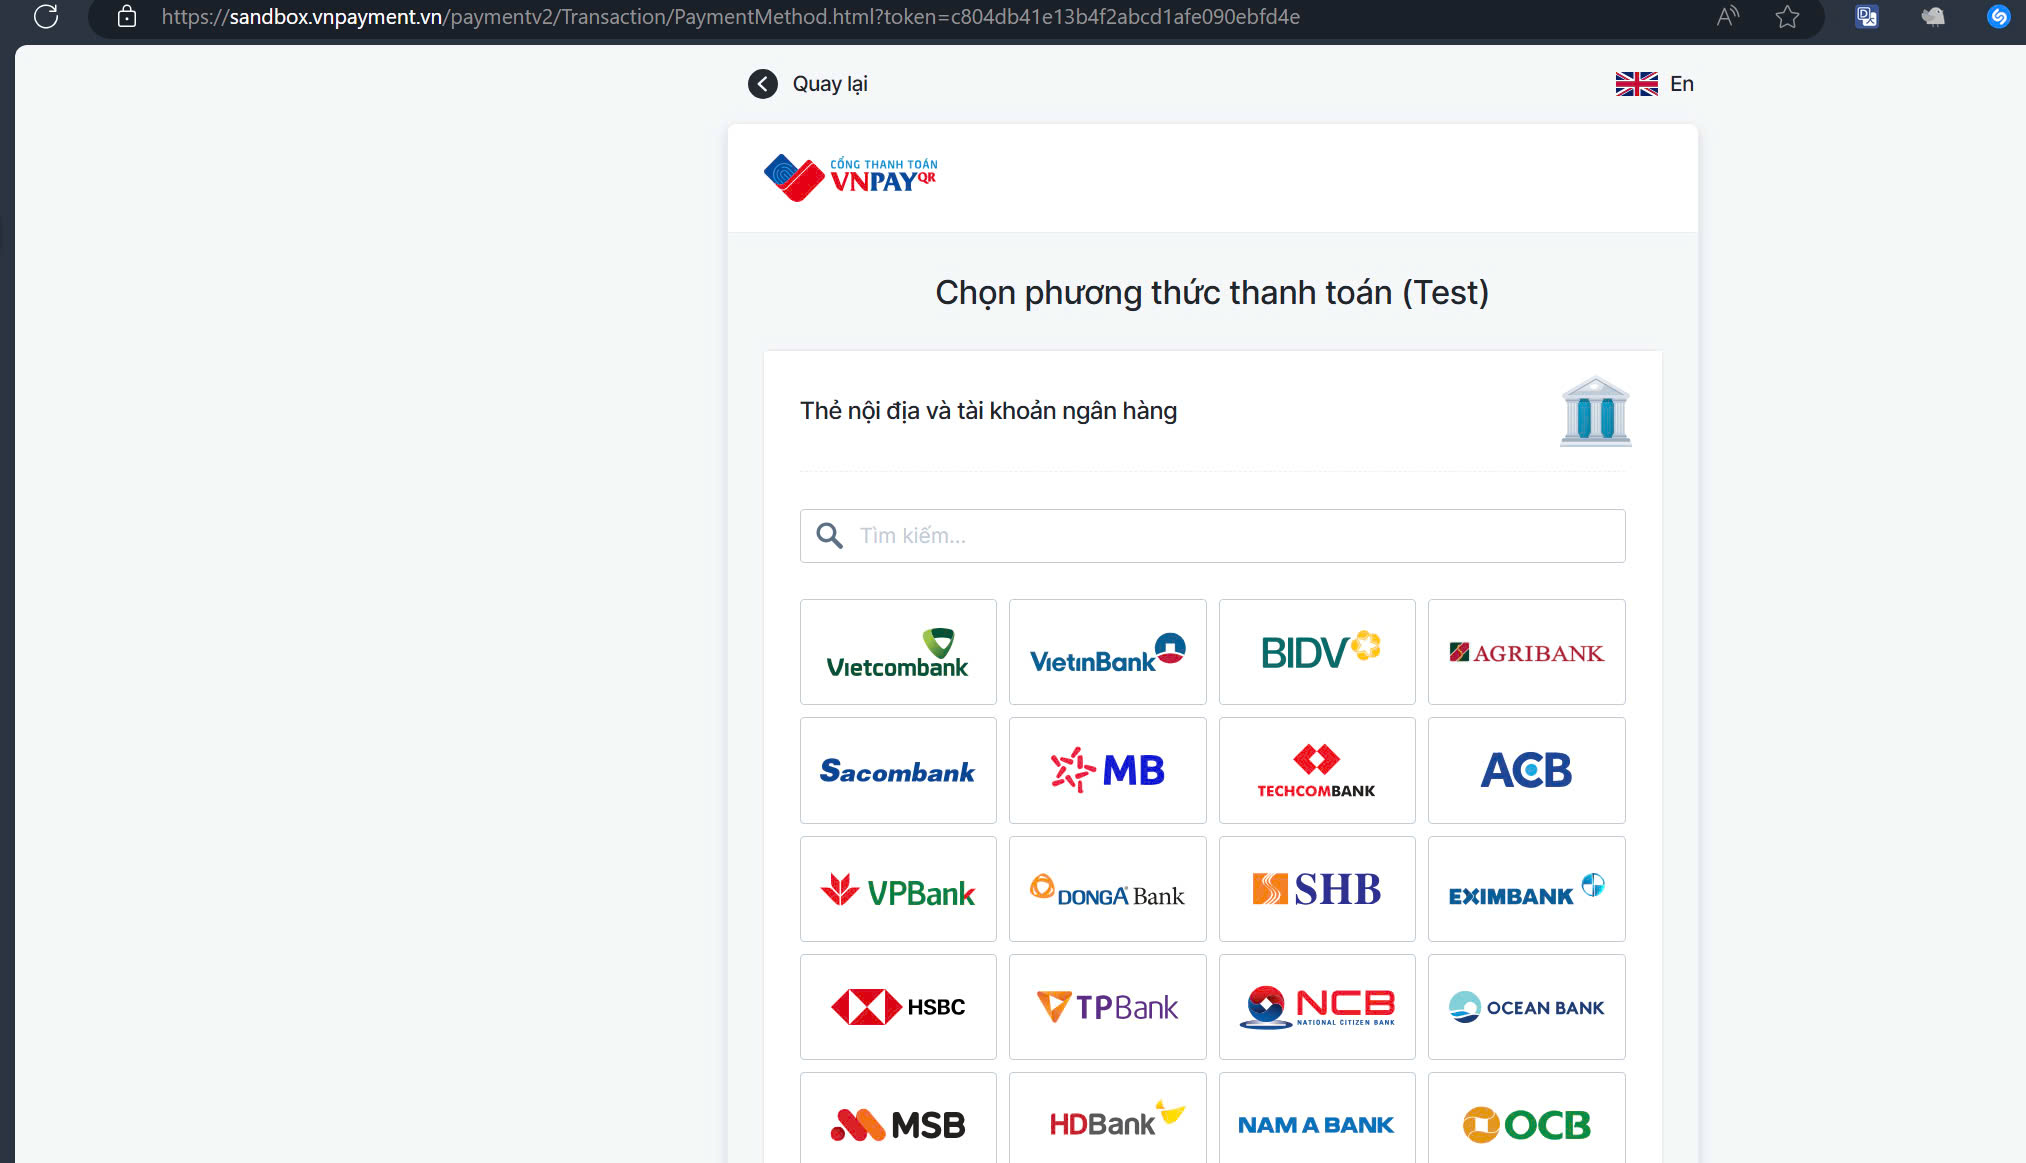 https://sandbox.vnpayment.vn/paymentv2/Transaction/PaymentMethod.html?token=c804db41e13b4f2abcd1afe090ebfd4e
Quay lại
En
CỔNG THANH TOÁN
VNPAYQR
Chọn phương thức thanh toán (Test)
Thẻ nội địa và tài khoản ngân hàng
Tìm kiếm...
Vietcombank
VietinBank
BIDV
AGRIBANK
Sacombank
MB
TECHCOMBANK
ACB
VPBank
DONGA Bank
SHB
EXIMBANK
HSBC
TPBank
NCB
NATIONAL CITIZEN BANK
OCEAN BANK
MSB
HDBank
NAM A BANK
OCB